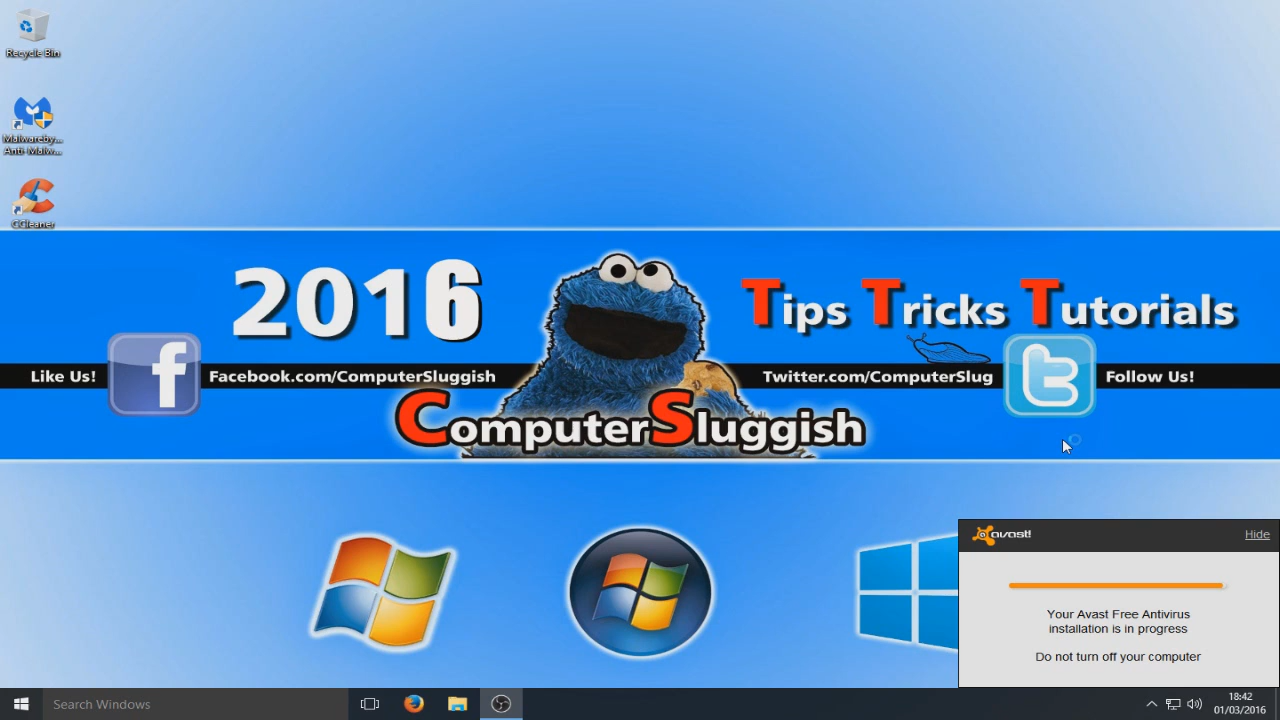 Recycle Bin
Malwareby...
Anti-Malw...
CCleaner
2016
Tips Tricks Tutorials
Like Us!
f
Facebook.com/ComputerSluggish
Twitter.com/ComputerSlug
t
Follow Us!
ComputerSluggish
avast!
Hide
Your Avast Free Antivirus
installation is in progress
Do not turn off your computer
Search Windows
18:42
01/03/2016